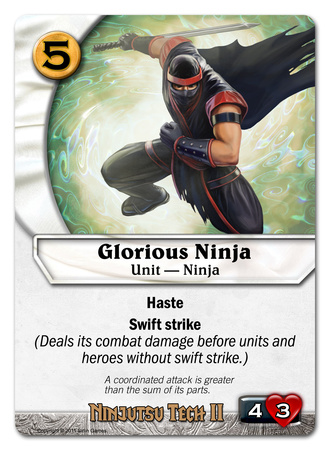 5
Glorious Ninja
Unit — Ninja
Haste
Swift strike
(Deals its combat damage before units and
heroes without swift strike.)
A coordinated attack is greater
than the sum of its parts.
Ninjutsu Tech II
4 3